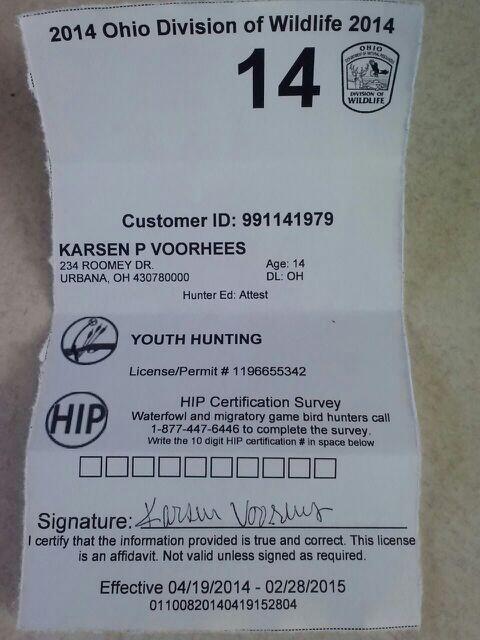 2014 Ohio Division of Wildlife 2014
14
OHIO
DIVISION OF
WILDLIFE
Customer ID: 991141979
KARSEN P VOORHEES
234 ROOMEY DR. Age: 14
URBANA, OH 430780000 DL: OH
Hunter Ed: Attest
YOUTH HUNTING
License/Permit # 1196655342
HIP
HIP Certification Survey
Waterfowl and migratory game bird hunters call
1-877-447-6446 to complete the survey.
Write the 10 digit HIP certification # in space below
Signature: Karsen Voorhees
I certify that the information provided is true and correct. This license
is an affidavit. Not valid unless signed as required.
Effective 04/19/2014 - 02/28/2015
01100820140419152804